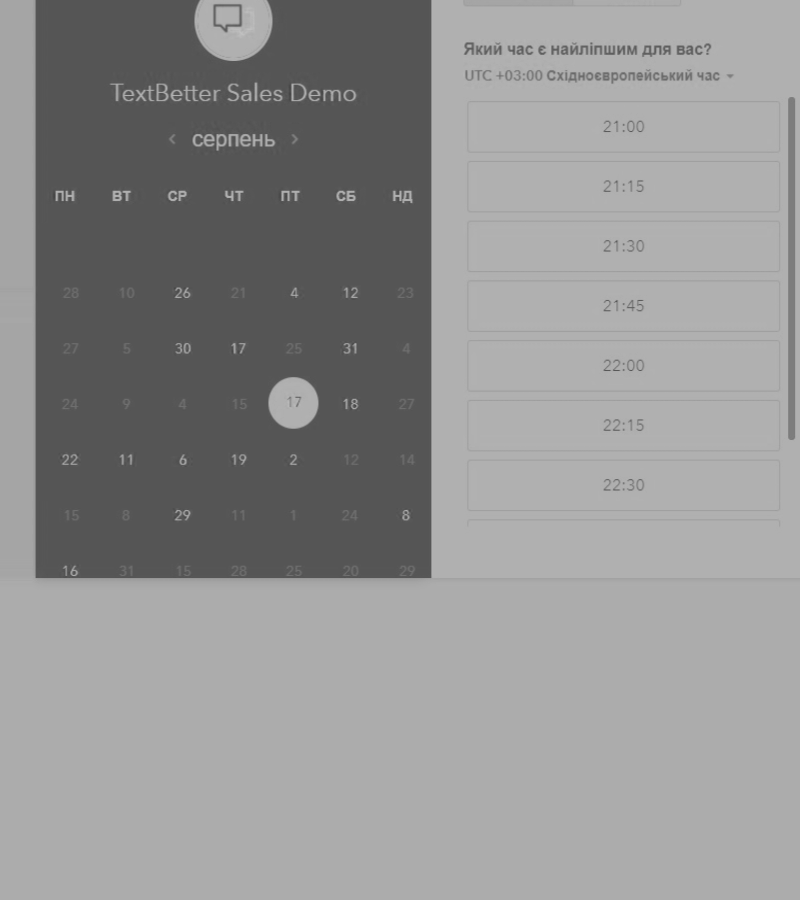 TextBetter Sales Demo
серпень
ПН ВТ СР ЧТ ПТ СБ НД
28 10 26 21 4 12 23
27 5 30 17 25 31 4
24 9 4 15 17 18 27
22 11 6 19 2 12 14
15 8 29 11 1 24 8
16 31 15 28 25 20 29
Який час є найліпшим для вас?
UTC +03:00 Східноєвропейський час
21:00
21:15
21:30
21:45
22:00
22:15
22:30